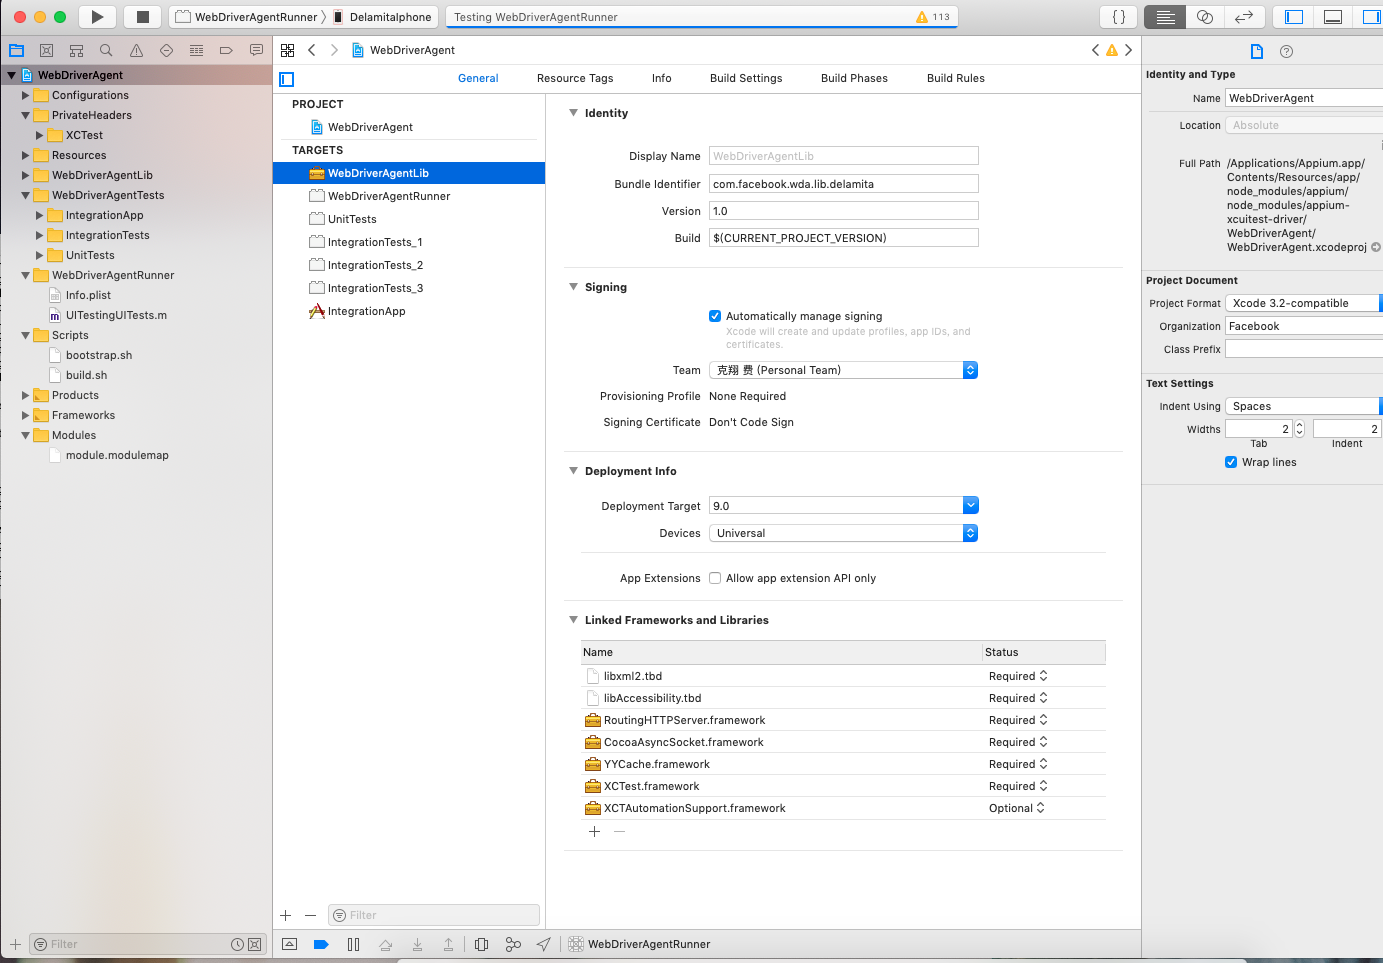 WebDriverAgentRunner
Delamitalphone
Testing WebDriverAgentRunner
113
{ }
WebDriverAgent
Configurations
PrivateHeaders
XCTest
Resources
WebDriverAgentLib
WebDriverAgentTests
IntegrationApp
IntegrationTests
UnitTests
WebDriverAgentRunner
Info.plist
UITestingUITests.m
Scripts
bootstrap.sh
build.sh
Products
Frameworks
Modules
module.modulemap
Filter
WebDriverAgent
General
Resource Tags
Info
Build Settings
Build Phases
Build Rules
PROJECT
WebDriverAgent
TARGETS
WebDriverAgentLib
WebDriverAgentRunner
UnitTests
IntegrationTests_1
IntegrationTests_2
IntegrationTests_3
IntegrationApp
Filter
Identity
Display Name WebDriverAgentLib
Bundle Identifier com.facebook.wda.lib.delamita
Version 1.0
Build $(CURRENT_PROJECT_VERSION)
Signing
Automatically manage signing
Xcode will create and update profiles, app IDs, and
certificates.
Team 克翔 费 (Personal Team)
Provisioning Profile None Required
Signing Certificate Don't Code Sign
Deployment Info
Deployment Target 9.0
Devices Universal
App Extensions Allow app extension API only
Linked Frameworks and Libraries
Name Status
libxml2.tbd Required
libAccessibility.tbd Required
RoutingHTTPServer.framework Required
CocoaAsyncSocket.framework Required
YYCache.framework Required
XCTest.framework Required
XCTAutomationSupport.framework Optional
WebDriverAgentRunner
Identity and Type
Name WebDriverAgent
Location Absolute
Full Path /Applications/Appium.app/
Contents/Resources/app/
node_modules/appium/
node_modules/appium-
xcuitest-driver/
WebDriverAgent/
WebDriverAgent.xcodeproj
Project Document
Project Format Xcode 3.2-compatible
Organization Facebook
Class Prefix
Text Settings
Indent Using Spaces
Widths 2 2
Tab Indent
Wrap lines